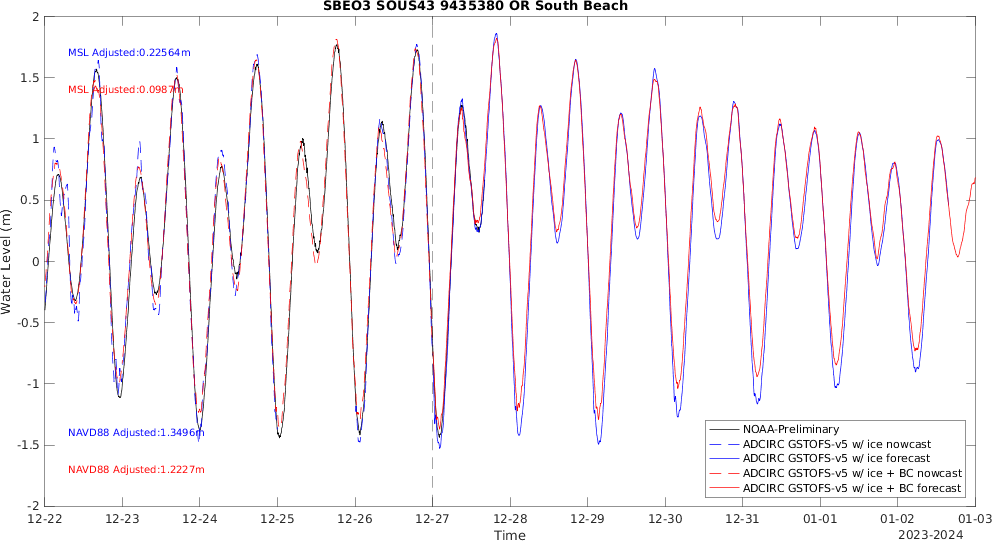 SBEO3 SOUS43 9435380 OR South Beach
2
1.5
1
0.5
0
-0.5
-1
-1.5
-2
Water Level (m)
MSL Adjusted:0.22564m
MSL Adjusted:0.0987m
NAVD88 Adjusted:1.3496m
NAVD88 Adjusted:1.2227m
NOAA-Preliminary
ADCIRC GSTOFS-v5 w/ ice nowcast
ADCIRC GSTOFS-v5 w/ ice forecast
ADCIRC GSTOFS-v5 w/ ice + BC nowcast
ADCIRC GSTOFS-v5 w/ ice + BC forecast
12-22 12-23 12-24 12-25 12-26 12-27 12-28 12-29 12-30 12-31 01-01 01-02 01-03
Time
2023-2024